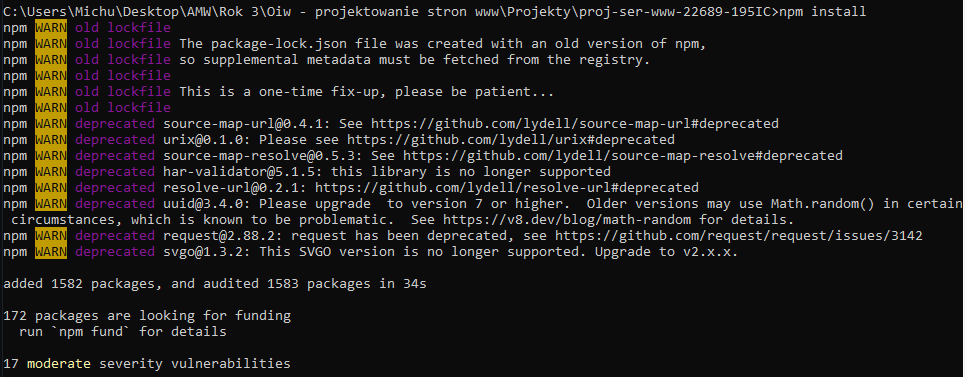 C:\Users\Michu\Desktop\AMW\Rok 3\Oiw - projektowanie stron www\Projekty\proj-ser-www-22689-195IC>npm install
npm WARN old lockfile
npm WARN old lockfile The package-lock.json file was created with an old version of npm,
npm WARN old lockfile so supplemental metadata must be fetched from the registry.
npm WARN old lockfile
npm WARN old lockfile This is a one-time fix-up, please be patient...
npm WARN old lockfile
npm WARN deprecated source-map-url@0.4.1: See https://github.com/lydell/source-map-url#deprecated
npm WARN deprecated urix@0.1.0: Please see https://github.com/lydell/urix#deprecated
npm WARN deprecated source-map-resolve@0.5.3: See https://github.com/lydell/source-map-resolve#deprecated
npm WARN deprecated har-validator@5.1.5: this library is no longer supported
npm WARN deprecated resolve-url@0.2.1: https://github.com/lydell/resolve-url#deprecated
npm WARN deprecated uuid@3.4.0: Please upgrade  to version 7 or higher.  Older versions may use Math.random() in certain
 circumstances, which is known to be problematic.  See https://v8.dev/blog/math-random for details.
npm WARN deprecated request@2.88.2: request has been deprecated, see https://github.com/request/request/issues/3142
npm WARN deprecated svgo@1.3.2: This SVGO version is no longer supported. Upgrade to v2.x.x.
added 1582 packages, and audited 1583 packages in 34s
172 packages are looking for funding
  run `npm fund` for details
17 moderate severity vulnerabilities